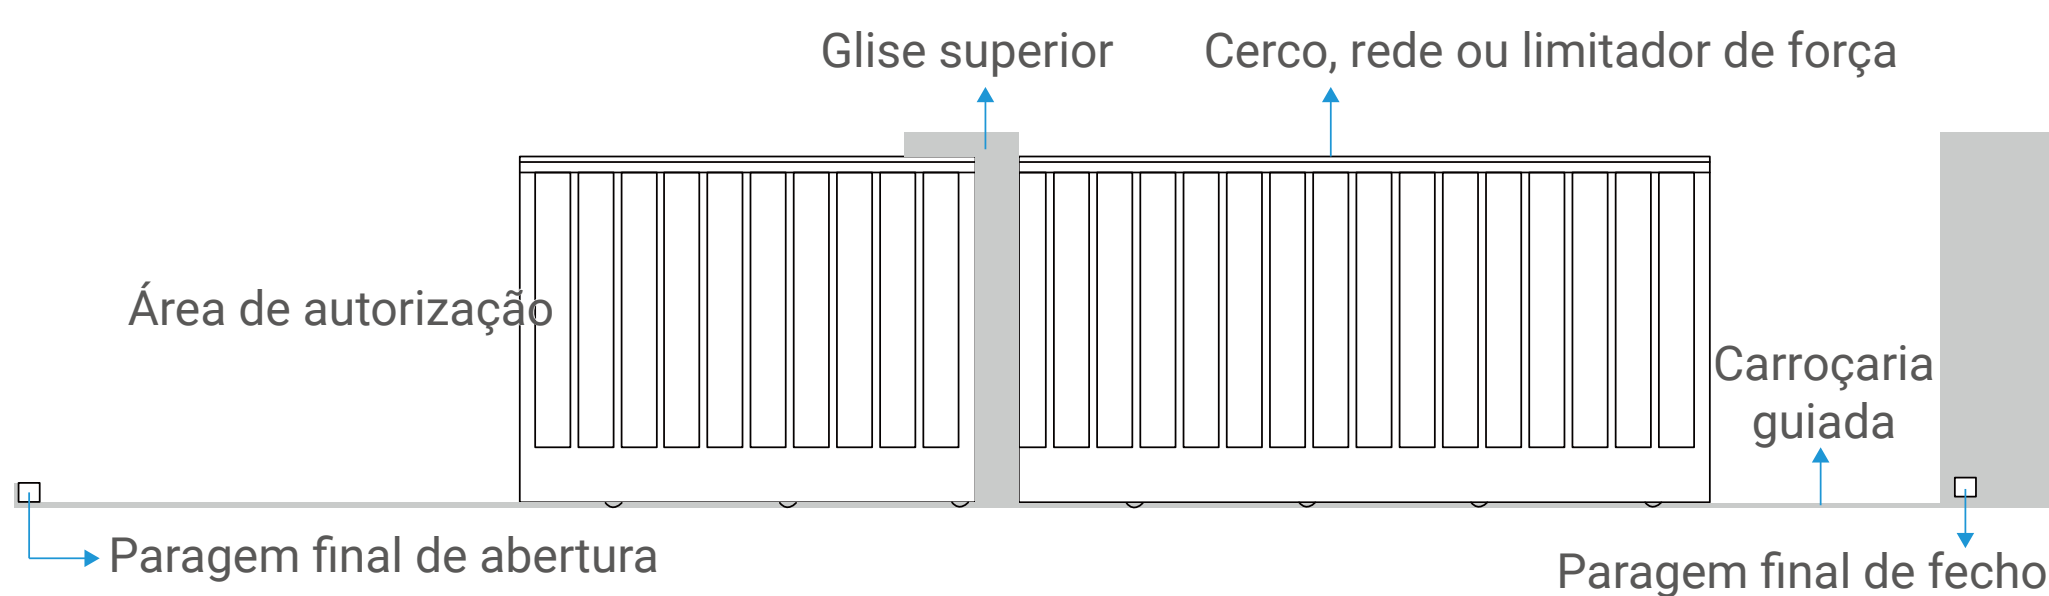 Glise superior
Cerco, rede ou limitador de força
Área de autorização
Carroçaria
guiada
Paragem final de abertura
Paragem final de fecho